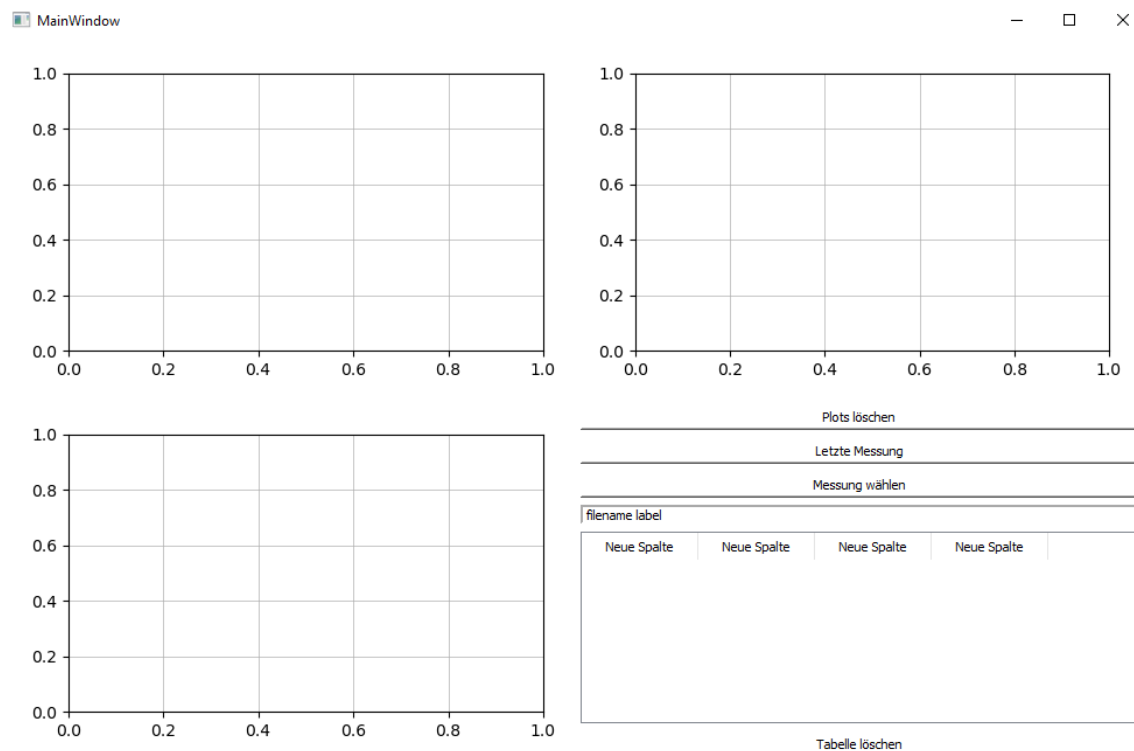 MainWindow
1.0
0.8
0.6
0.4
0.2
0.0
0.0 0.2 0.4 0.6 0.8 1.0
1.0
0.8
0.6
0.4
0.2
0.0
0.0 0.2 0.4 0.6 0.8 1.0
1.0
0.8
0.6
0.4
0.2
0.0
0.0 0.2 0.4 0.6 0.8 1.0
Plots löschen
Letzte Messung
Messung wählen
filename label
Neue Spalte Neue Spalte Neue Spalte Neue Spalte
Tabelle löschen